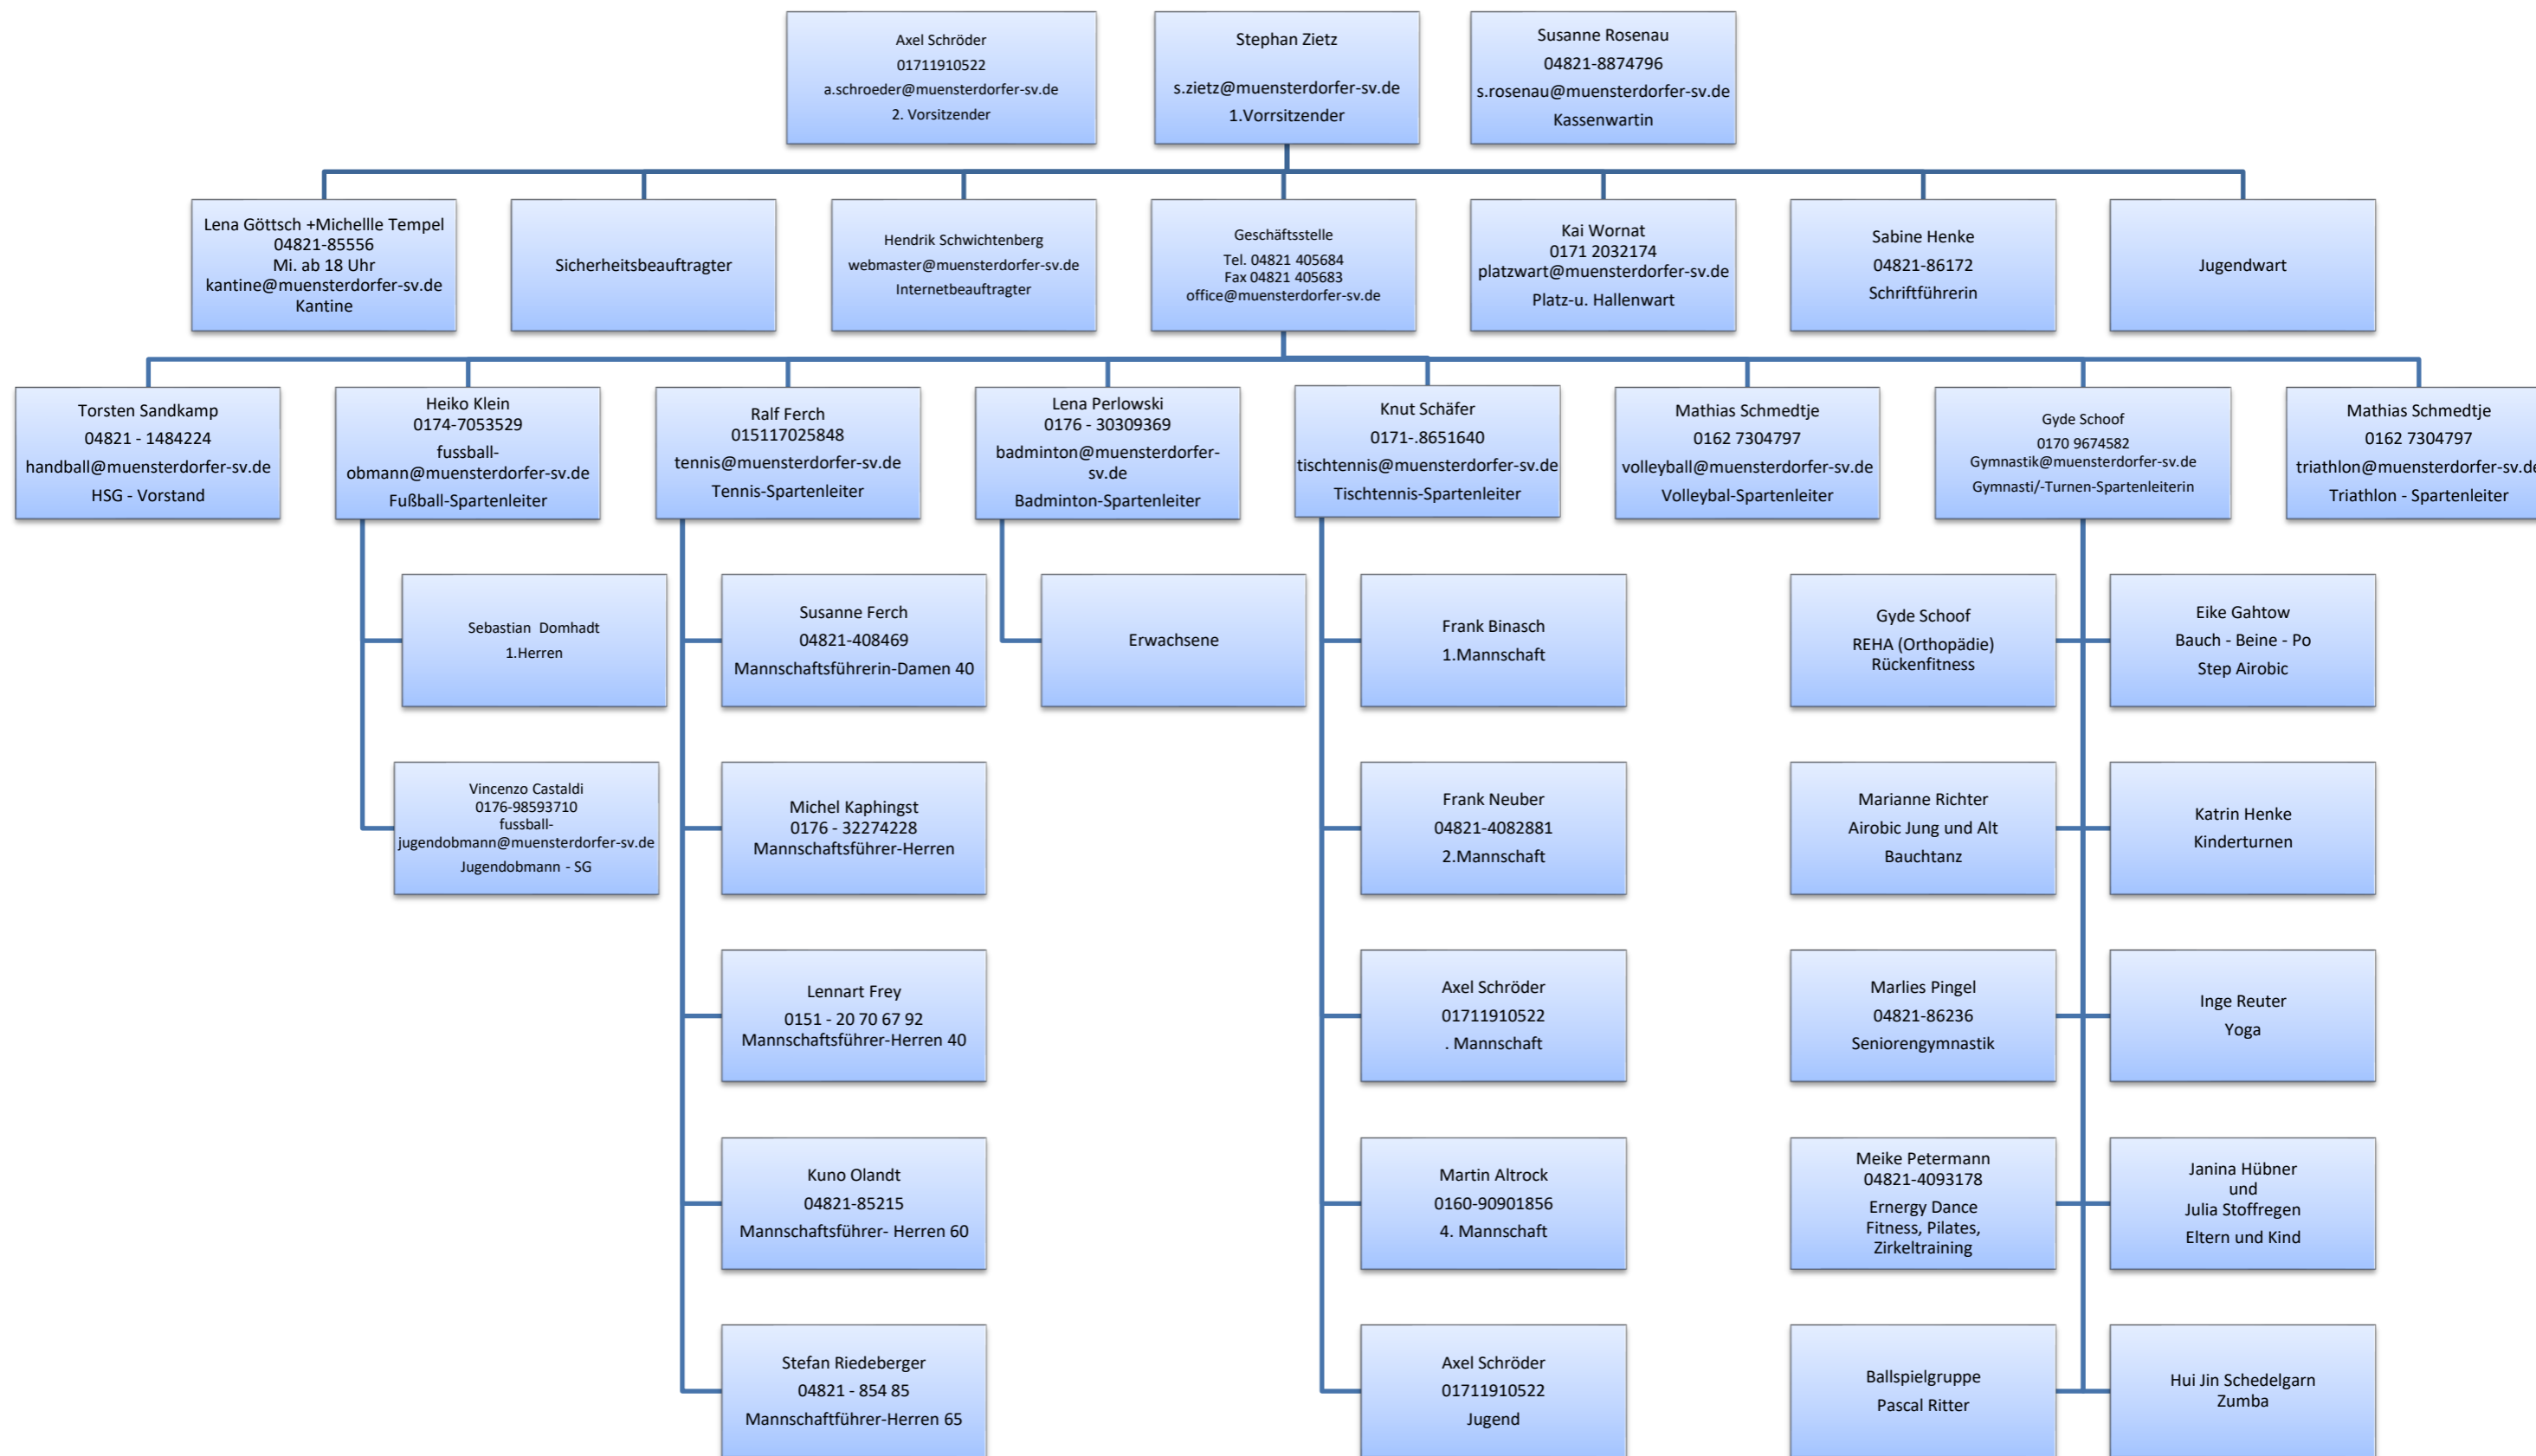 Axel Schröder
01711910522
a.schroeder@muensterdorfer-sv.de
2. Vorsitzender
Stephan Zietz
s.zietz@muensterdorfer-sv.de
1.Vorrsitzender
Susanne Rosenau
04821-8874796
s.rosenau@muensterdorfer-sv.de
Kassenwartin
Lena Göttsch +Michellle Tempel
04821-85556
Mi. ab 18 Uhr
kantine@muensterdorfer-sv.de
Kantine
Sicherheitsbeauftragter
Hendrik Schwichtenberg
webmaster@muensterdorfer-sv.de
Internetbeauftragter
Geschäftsstelle
Tel. 04821 405684
Fax 04821 405683
office@muensterdorfer-sv.de
Kai Wornat
0171 2032174
platzwart@muensterdorfer-sv.de
Platz-u. Hallenwart
Sabine Henke
04821-86172
Schriftführerin
Jugendwart
Torsten Sandkamp
04821 - 1484224
handball@muensterdorfer-sv.de
HSG - Vorstand
Heiko Klein
0174-7053529
fussball-
obmann@muensterdorfer-sv.de
Fußball-Spartenleiter
Ralf Ferch
015117025848
tennis@muensterdorfer-sv.de
Tennis-Spartenleiter
Lena Perlowski
0176 - 30309369
badminton@muensterdorfer-
sv.de
Badminton-Spartenleiter
Knut Schäfer
0171-.8651640
tischtennis@muensterdorfer-sv.de
Tischtennis-Spartenleiter
Mathias Schmedtje
0162 7304797
volleyball@muensterdorfer-sv.de
Volleybal-Spartenleiter
Gyde Schoof
0170 9674582
Gymnastik@muensterdorfer-sv.de
Gymnasti/-Turnen-Spartenleiterin
Mathias Schmedtje
0162 7304797
triathlon@muensterdorfer-sv.de
Triathlon - Spartenleiter
Sebastian  Domhadt
1.Herren
Vincenzo Castaldi
0176-98593710
fussball-
jugendobmann@muensterdorfer-sv.de
Jugendobmann - SG
Susanne Ferch
04821-408469
Mannschaftsführerin-Damen 40
Michel Kaphingst
0176 - 32274228
Mannschaftsführer-Herren
Lennart Frey
0151 - 20 70 67 92
Mannschaftsführer-Herren 40
Kuno Olandt
04821-85215
Mannschaftsführer- Herren 60
Stefan Riedeberger
04821 - 854 85
Mannschaftführer-Herren 65
Erwachsene
Frank Binasch
1.Mannschaft
Frank Neuber
04821-4082881
2.Mannschaft
Axel Schröder
01711910522
. Mannschaft
Martin Altrock
0160-90901856
4. Mannschaft
Axel Schröder
01711910522
Jugend
Gyde Schoof
REHA (Orthopädie)
Rückenfitness
Eike Gahtow
Bauch - Beine - Po
Step Airobic
Marianne Richter
Airobic Jung und Alt
Bauchtanz
Katrin Henke
Kinderturnen
Marlies Pingel
04821-86236
Seniorengymnastik
Inge Reuter
Yoga
Meike Petermann
04821-4093178
Ernergy Dance
Fitness, Pilates,
Zirkeltraining
Janina Hübner
und
Julia Stoffregen
Eltern und Kind
Ballspielgruppe
Pascal Ritter
Hui Jin Schedelgarn
Zumba